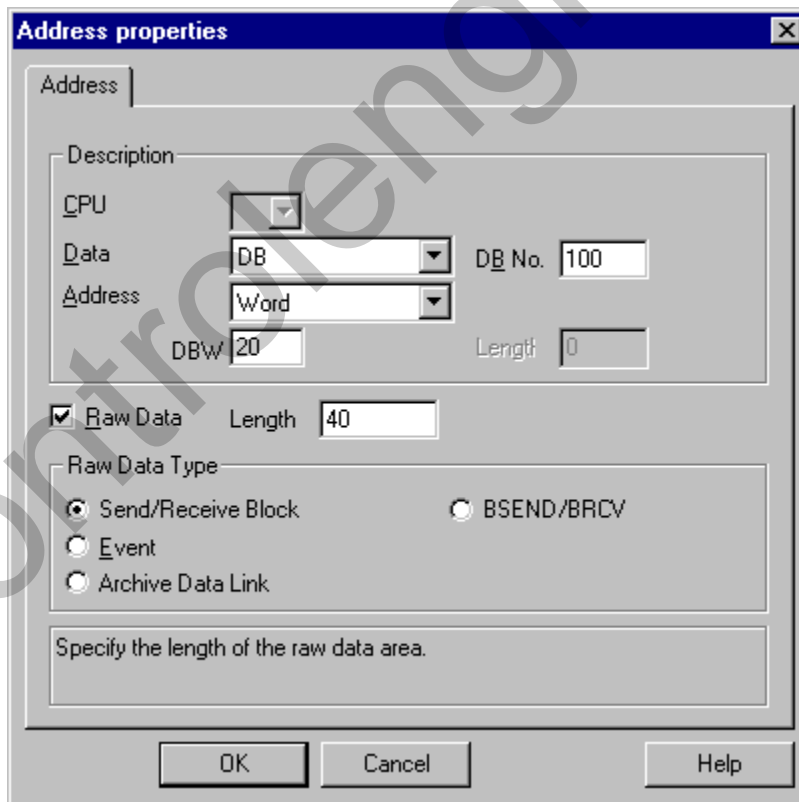 Address properties
Address
Description
CPU
Data DB DB No. 100
Address Word
DBW 20 Length 0
Raw Data Length 40
Raw Data Type
Send/Receive Block BSEND/BRCV
Event
Archive Data Link
Specify the length of the raw data area.
OK Cancel Help